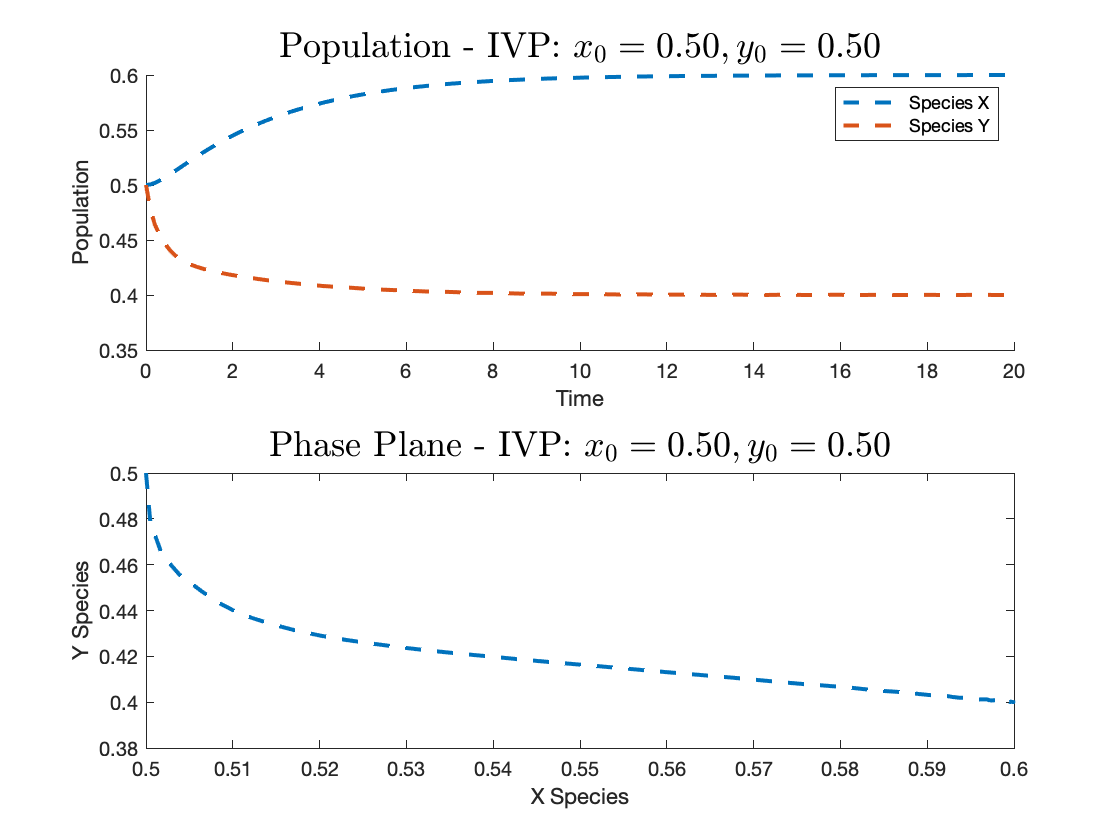 Population - IVP: x₀ = 0.50, y₀ = 0.50
0.6
0.55
0.5
0.45
0.4
0.35
Population
Species X
Species Y
0 2 4 6 8 10 12 14 16 18 20
Time
Phase Plane - IVP: x₀ = 0.50, y₀ = 0.50
0.5
0.48
0.46
0.44
0.42
0.4
0.38
Y Species
0.5 0.51 0.52 0.53 0.54 0.55 0.56 0.57 0.58 0.59 0.6
X Species